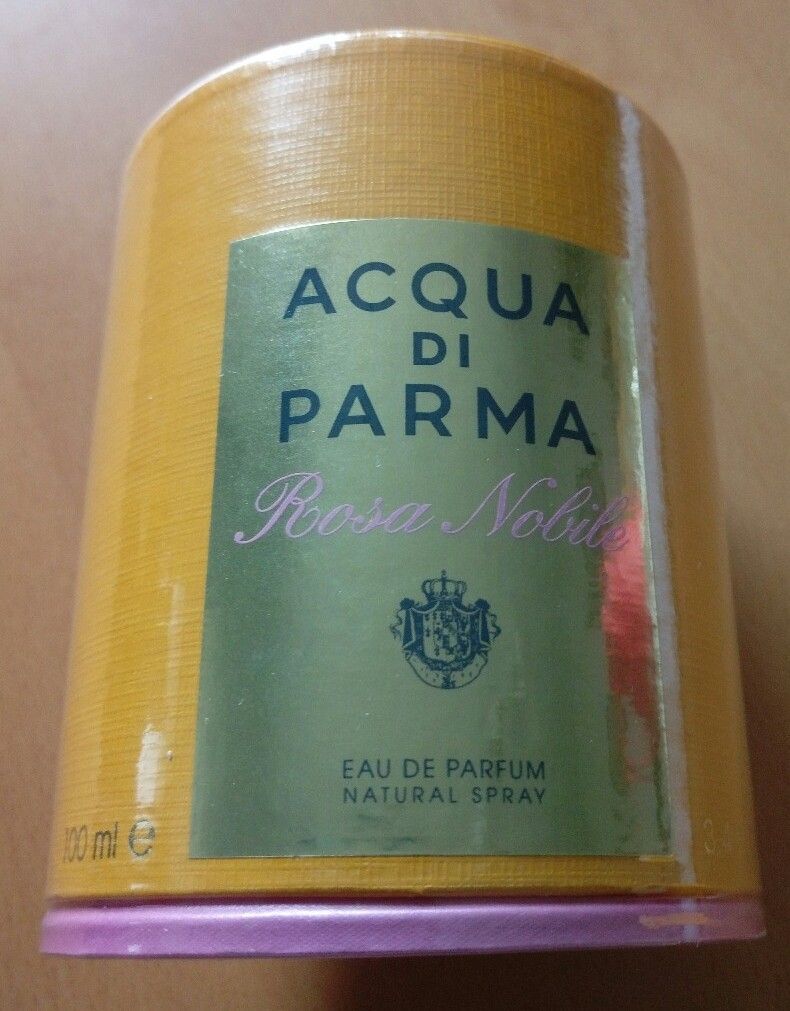 ACQUA
DI
PARMA
Rosa Nobile
EAU DE PARFUM
NATURAL SPRAY
100 ml e